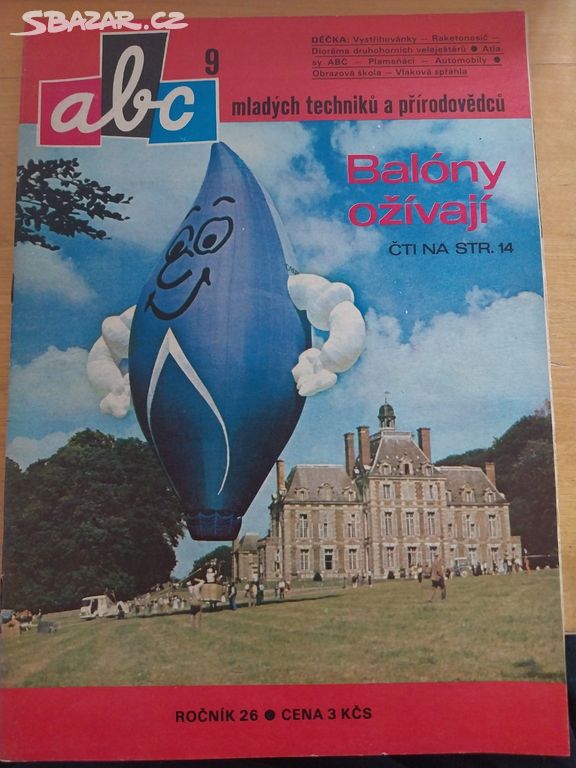 SBAZAR.CZ
abc
9
DÉČKA: Vystřihovánky – Raketonosič –
Dioráma druhohorních veleještěrů ● Atla-
sy ABC – Plameňáci – Automobily ●
Obrazová škola – Vlaková spřáhla
mladých techniků a přírodovědců
Balóny
ožívají
ČTI NA STR. 14
ROČNÍK 26 ● CENA 3 KČS